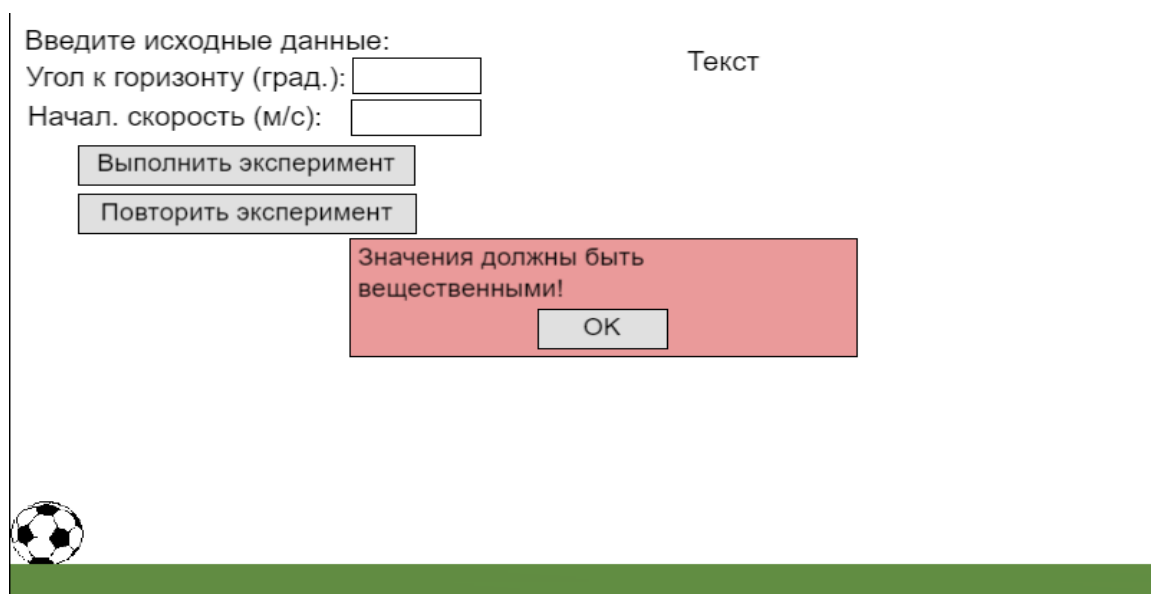 Введите исходные данные:
Текст
Угол к горизонту (град.):
Начал. скорость (м/с):
Выполнить эксперимент
Повторить эксперимент
Значения должны быть
вещественными!
OK